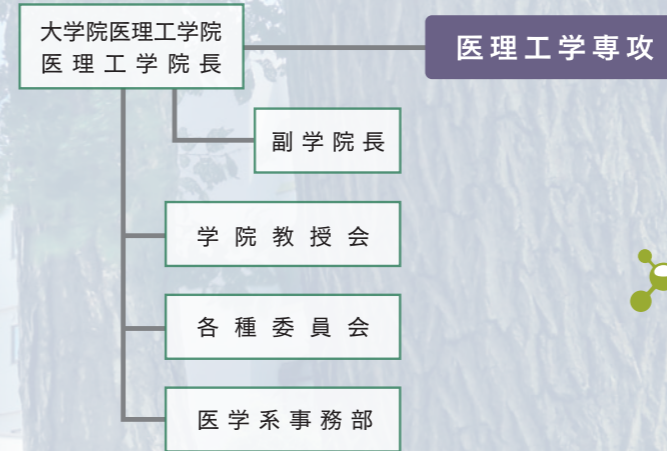 大学院医理工学院
医理工学院長
医理工学専攻
副学院長
学院教授会
各種委員会
医学系事務部